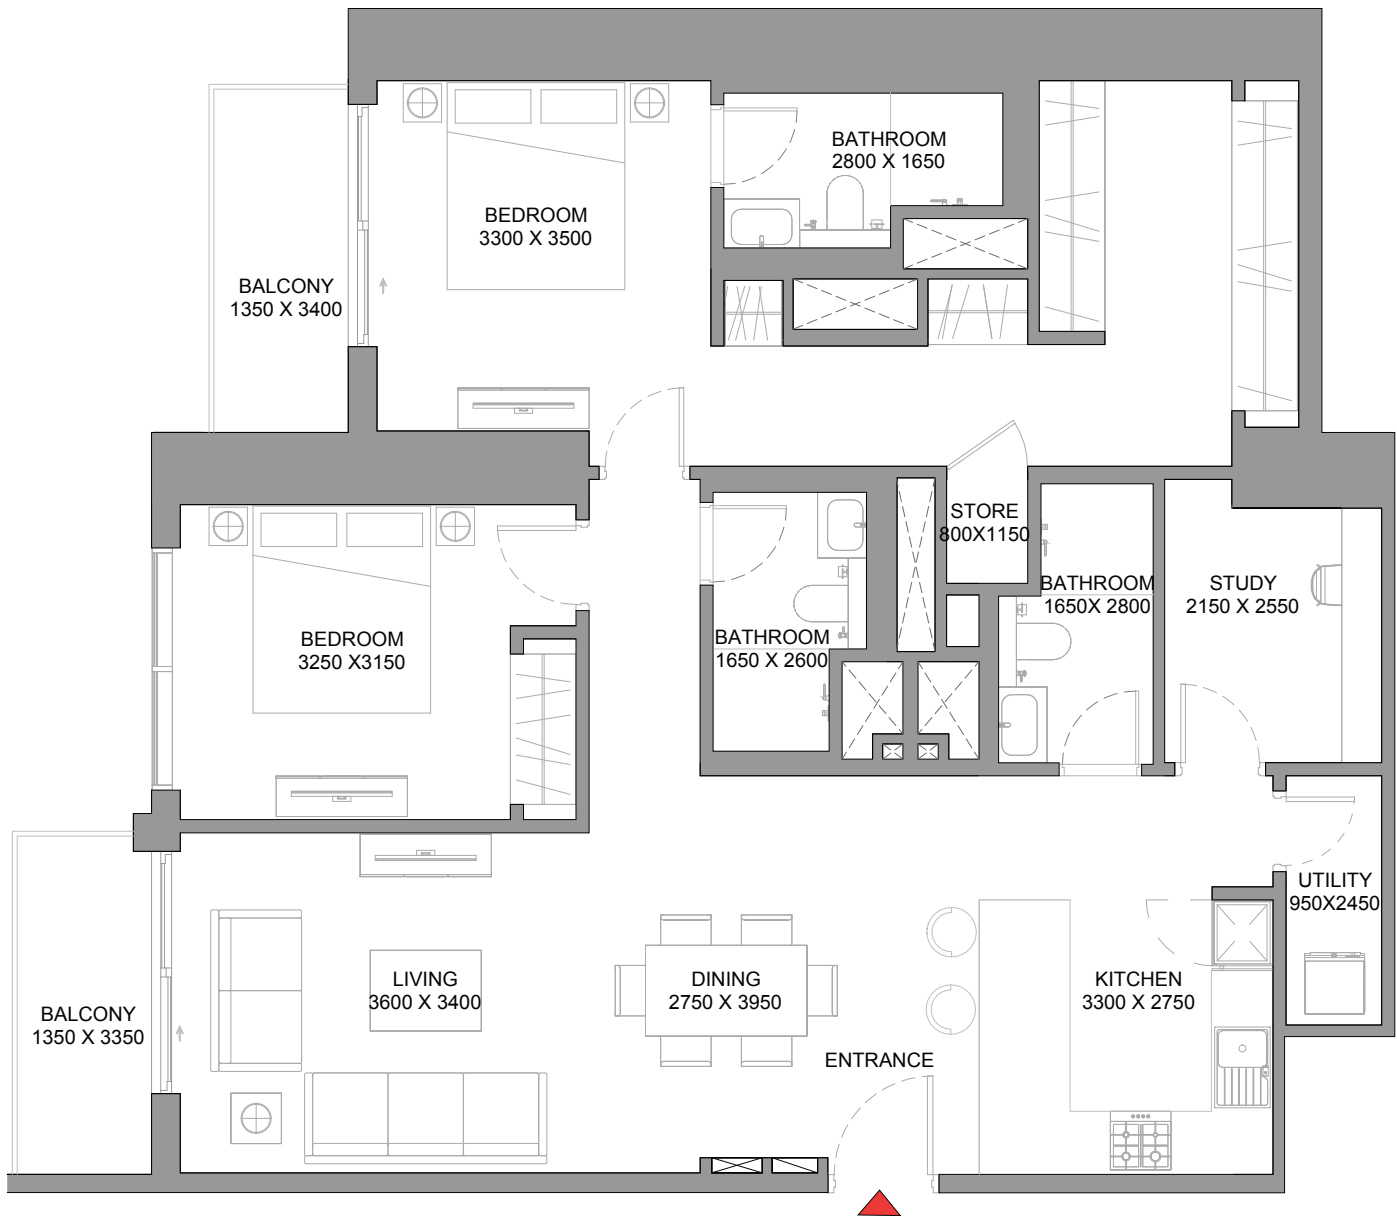 BATHROOM
2800 X 1650
BEDROOM
3300 X 3500
BALCONY
1350 X 3400
STORE
800X1150
BATHROOM
1650X 2800
STUDY
2150 X 2550
BEDROOM
3250 X3150
BATHROOM
1650 X 2600
UTILITY
950X2450
LIVING
3600 X 3400
DINING
2750 X 3950
KITCHEN
3300 X 2750
BALCONY
1350 X 3350
ENTRANCE